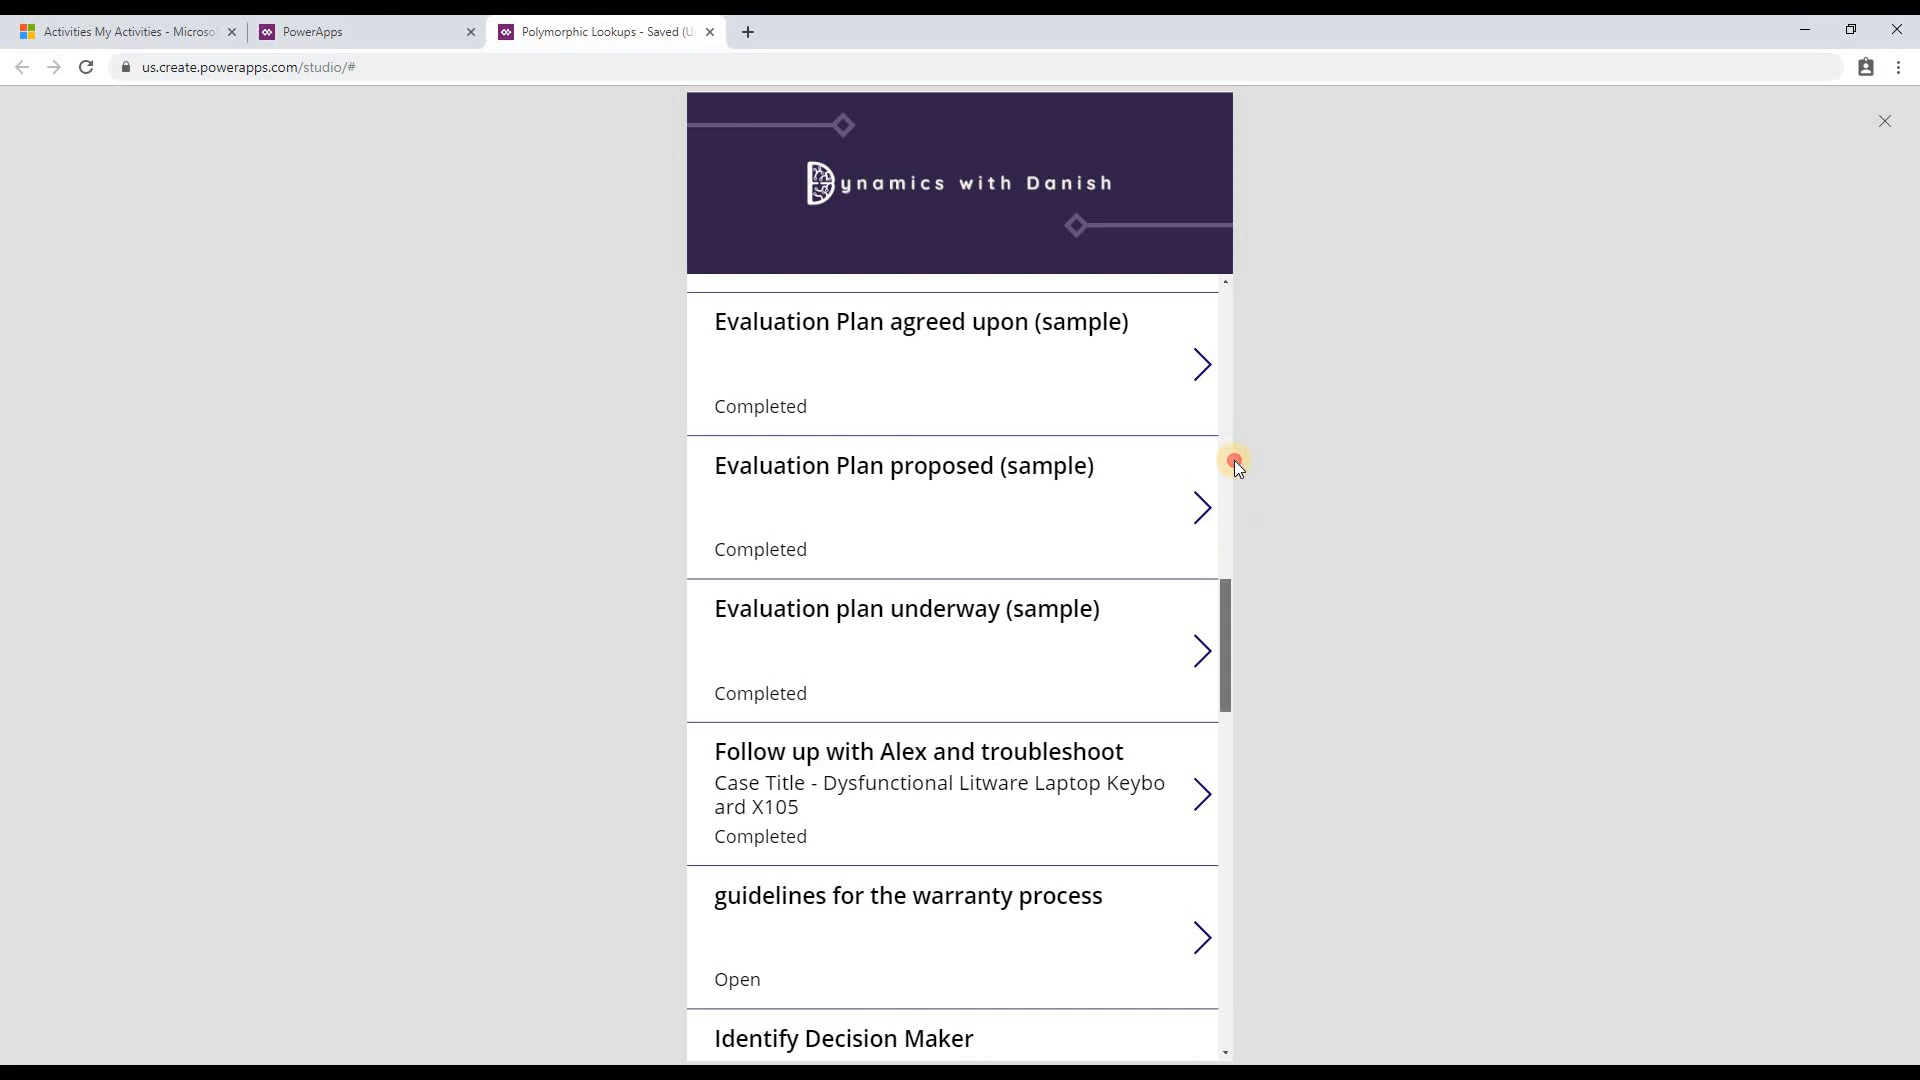 Activities My Activities - Microso
PowerApps
Polymorphic Lookups - Saved (U
us.create.powerapps.com/studio/#
Dynamics with Danish
Evaluation Plan agreed upon (sample)
Completed
Evaluation Plan proposed (sample)
Completed
Evaluation plan underway (sample)
Completed
Follow up with Alex and troubleshoot
Case Title - Dysfunctional Litware Laptop Keybo
ard X105
Completed
guidelines for the warranty process
Open
Identify Decision Maker